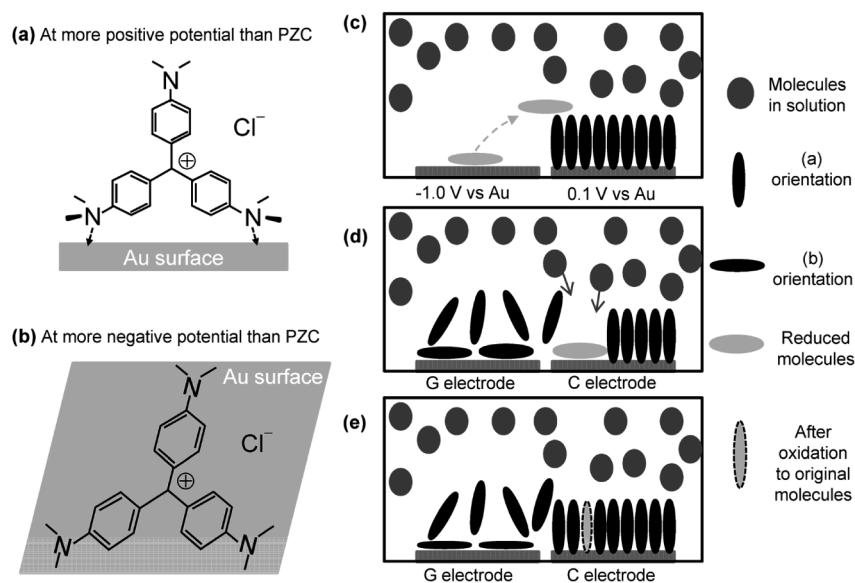 (a) At more positive potential than PZC
N
Cl⁻
⊕
N
N
Au surface
(b) At more negative potential than PZC
Au surface
N
Cl⁻
⊕
N
N
(c)
-1.0 V vs Au
0.1 V vs Au
(d)
G electrode
C electrode
(e)
G electrode
C electrode
Molecules
in solution
(a)
orientation
(b)
orientation
Reduced
molecules
After
oxidation
to original
molecules